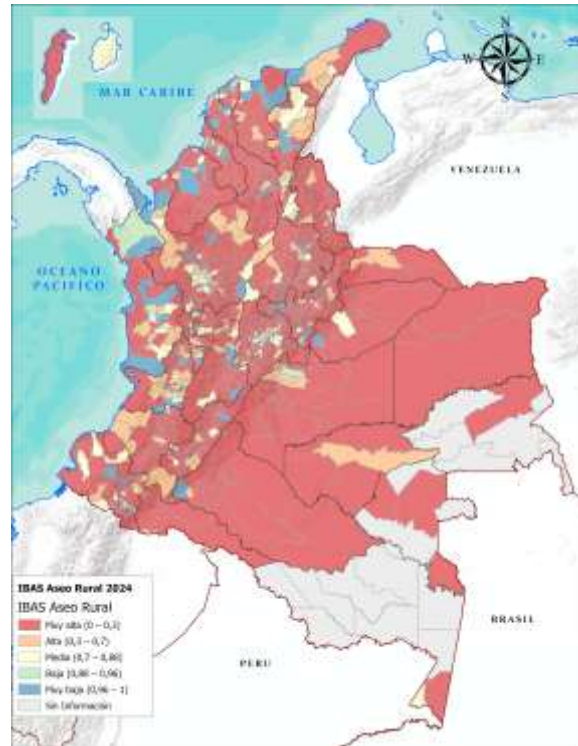 N
W E
S
MAR CARIBE
VENEZUELA
OCEANO
PACIFICO
BRASIL
PERU
IBAS Aseo Rural 2024
IBAS Aseo Rural
Muy alta (0 – 0,3)
Alta (0,3 – 0,7)
Media (0,7 – 0,88)
Baja (0,88 – 0,96)
Muy baja (0,96 – 1)
Sin Información